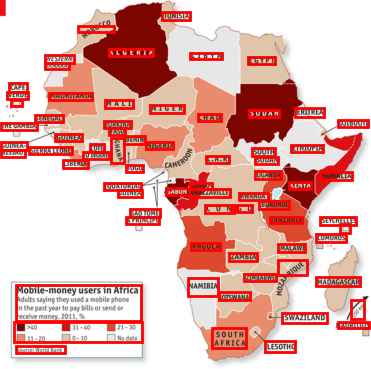 TUNISIA
MOROCCO
ALGERIA
LIBYA
EGYPT
WESTERN
SAHARA
CAPE
VERDE
MAURITANIA
MALI
NIGER
CHAD
SUDAN
ERITREA
DJIBOUTI
SENEGAL
THE GAMBIA
GUINEA-
BISSAU
GUINEA
SIERRA LEONE
LIBERIA
BURKINA
FASO
CÔTE
D'IVOIRE
GHANA
BENIN
TOGO
NIGERIA
CAMEROON
C.A.R.
SOUTH
SUDAN
ETHIOPIA
SOMALIA
UGANDA
KENYA
EQUATORIAL
GUINEA
SAO TOME
& PRINCIPE
GABON
BRAZZAVILLE
CONGO
RWANDA
BURUNDI
TANZANIA
SEYCHELLES
COMOROS
ANGOLA
ZAMBIA
MALAWI
MOZAMBIQUE
ZIMBABWE
NAMIBIA
BOTSWANA
MADAGASCAR
MAURITIUS
SWAZILAND
SOUTH
AFRICA
LESOTHO
Mobile-money users in Africa
Adults saying they used a mobile phone
in the past year to pay bills or send or
receive money, 2011, %
>40 31 - 40 21 - 30
11 - 20 0 - 10 No data
Source: World Bank